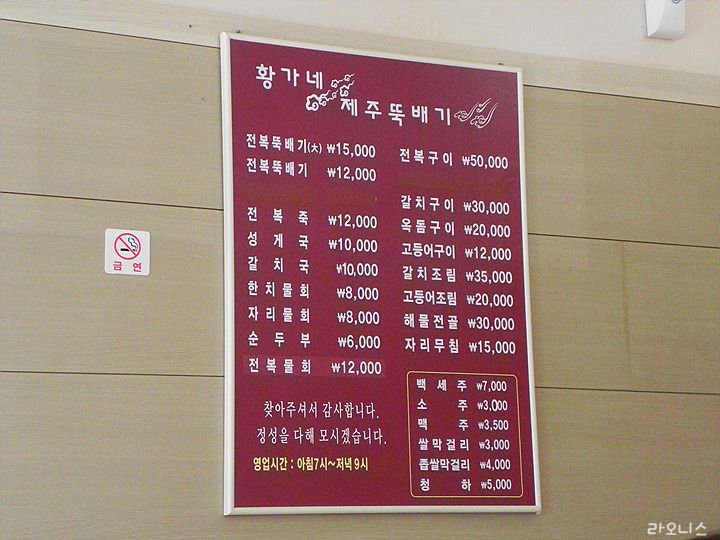 황가네
제주뚝배기
전복뚝배기(大) ₩15,000
전복뚝배기 ₩12,000
전복죽 ₩12,000
성게국 ₩10,000
갈치국 ₩10,000
한치물회 ₩8,000
자리물회 ₩8,000
순두부 ₩6,000
전복물회 ₩12,000
찾아주셔서 감사합니다.
정성을 다해 모시겠습니다.
영업시간 : 아침7시~저녁9시
전복구이 ₩50,000
갈치구이 ₩30,000
옥돔구이 ₩20,000
고등어구이 ₩12,000
갈치조림 ₩35,000
고등어조림 ₩20,000
해물전골 ₩30,000
자리무침 ₩15,000
백세주 ₩7,000
소주 ₩3,000
맥주 ₩3,500
쌀막걸리 ₩3,000
좁쌀막걸리 ₩4,000
청하 ₩5,000
금연
라오니스